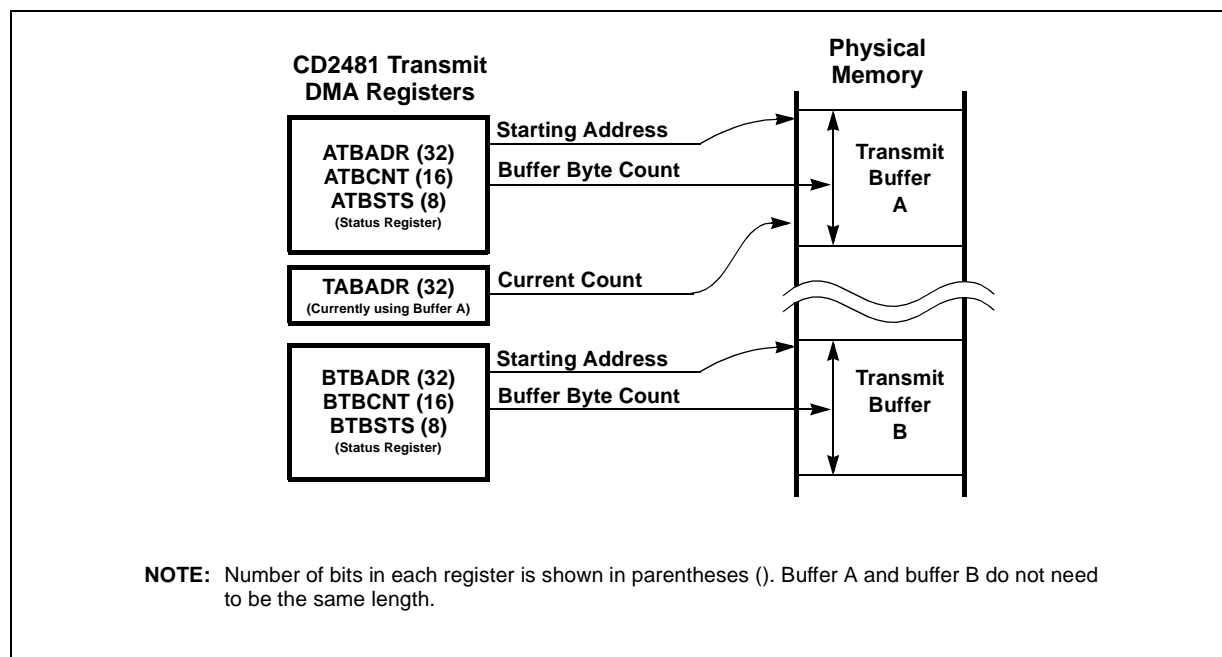 CD2481 Transmit
DMA Registers
Physical
Memory
ATBADR (32)
ATBCNT (16)
ATBSTS (8)
(Status Register)
Starting Address
Buffer Byte Count
Transmit
Buffer
A
TABADR (32)
(Currently using Buffer A)
Current Count
BTBADR (32)
BTBCNT (16)
BTBSTS (8)
(Status Register)
Starting Address
Buffer Byte Count
Transmit
Buffer
B
NOTE: Number of bits in each register is shown in parentheses (). Buffer A and buffer B do not need
to be the same length.